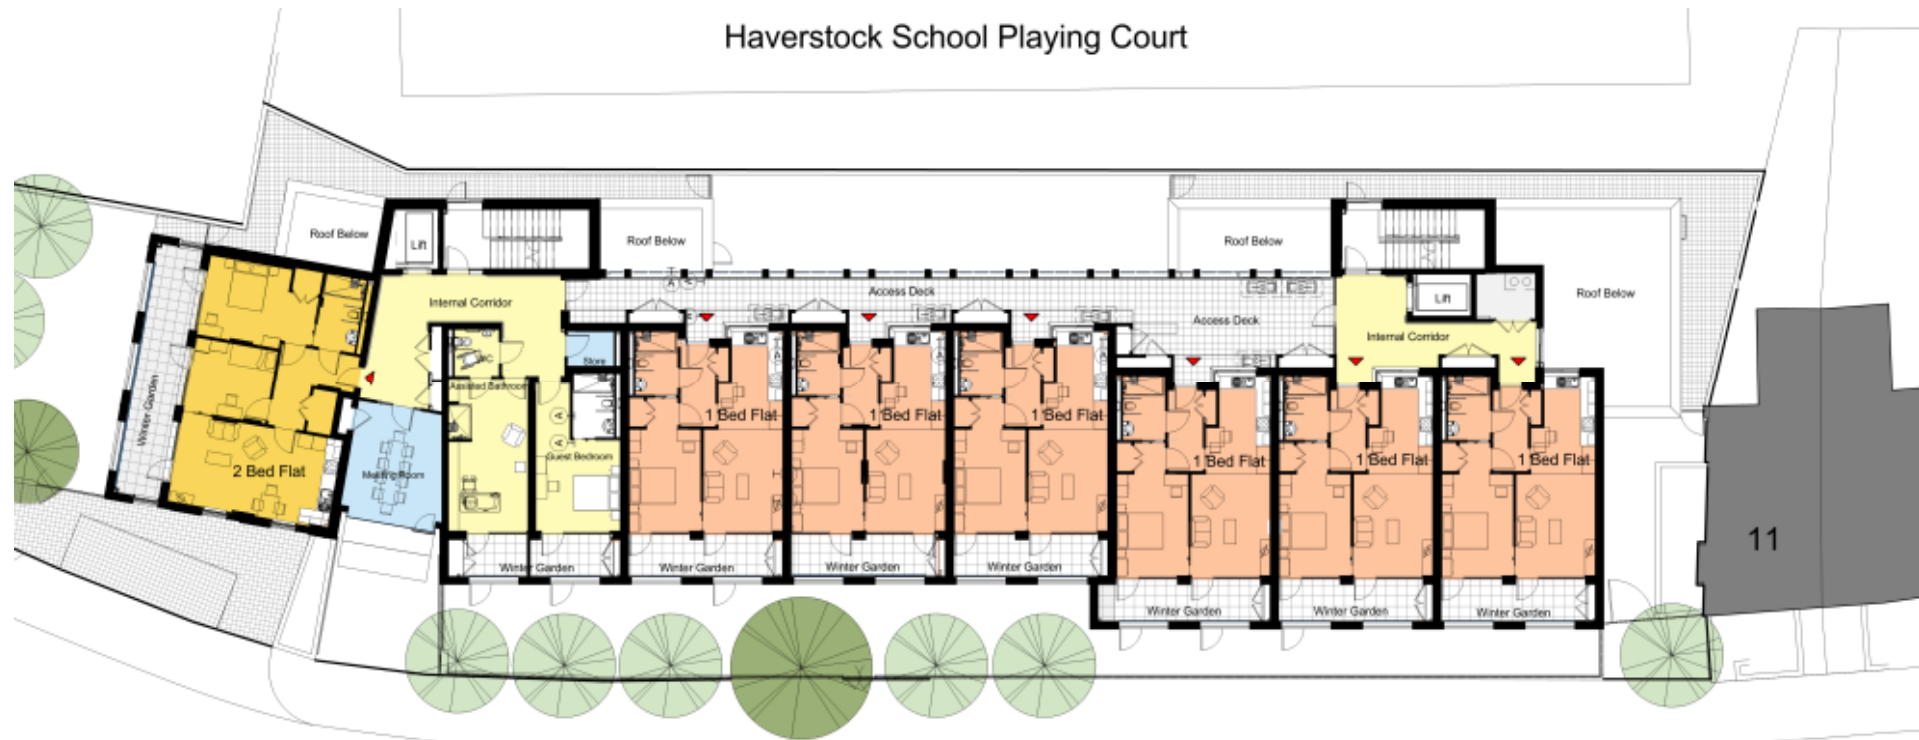 Haverstock School Playing Court
Roof Below
Lift
Roof Below
Roof Below
Roof Below
Lift
Internal Corridor
Access Deck
Access Deck
Internal Corridor
Store
WC
Assisted Bathroom
Winter Garden
2 Bed Flat
Meeting Room
Guest Bedroom
1 Bed Flat
1 Bed Flat
1 Bed Flat
1 Bed Flat
1 Bed Flat
1 Bed Flat
Winter Garden
Winter Garden
Winter Garden
Winter Garden
Winter Garden
Winter Garden
Winter Garden
11